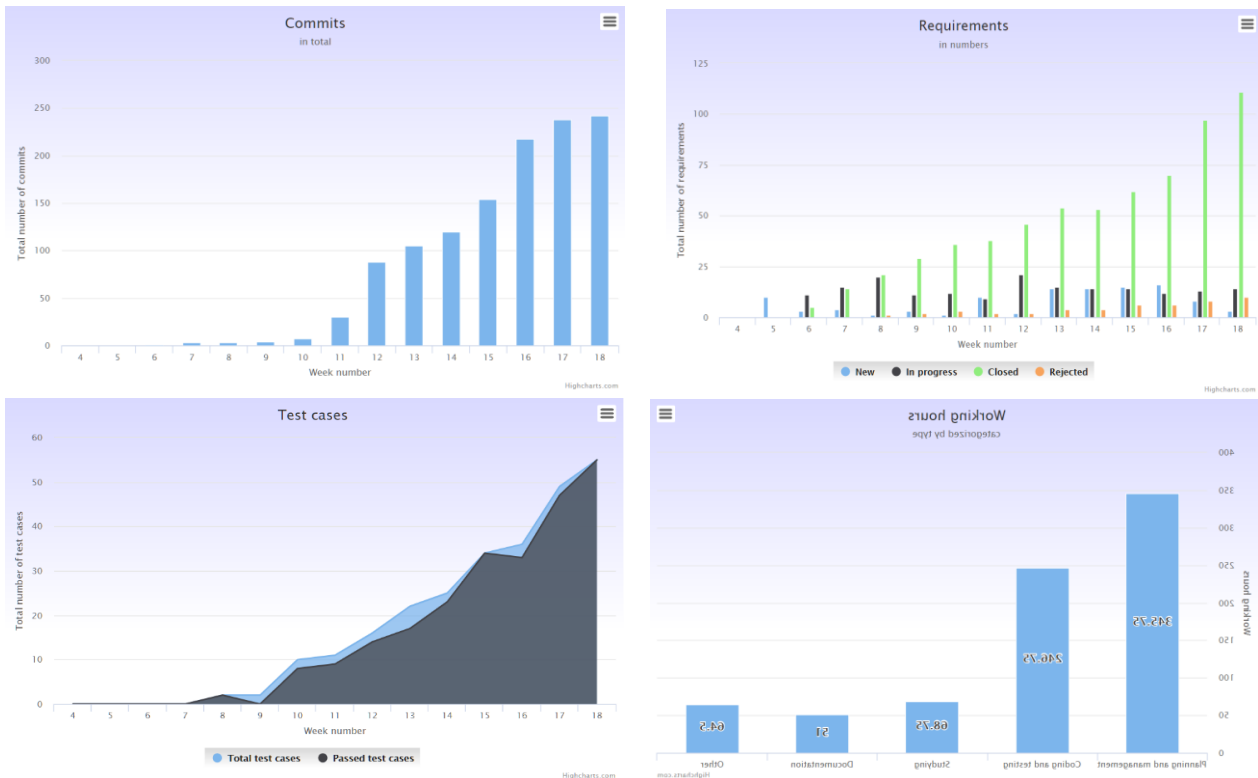 Commits
in total
300
250
200
150
100
50
0
Total number of commits
4 5 6 7 8 9 10 11 12 13 14 15 16 17 18
Week number
Highcharts.com
Requirements
in numbers
125
100
75
50
25
0
Total number of requirements
4 5 6 7 8 9 10 11 12 13 14 15 16 17 18
Week number
New In progress Closed Rejected
Highcharts.com
Test cases
60
50
40
30
20
10
0
Total number of test cases
4 5 6 7 8 9 10 11 12 13 14 15 16 17 18
Week number
Total test cases Passed test cases
Highcharts.com
Working hours
categorized by type
400
350
300
250
200
150
100
50
0
Working hours
345.75
246.75
68.75
51
64.5
Planning and management
Coding and testing
Studying
Documentation
Other
Highcharts.com